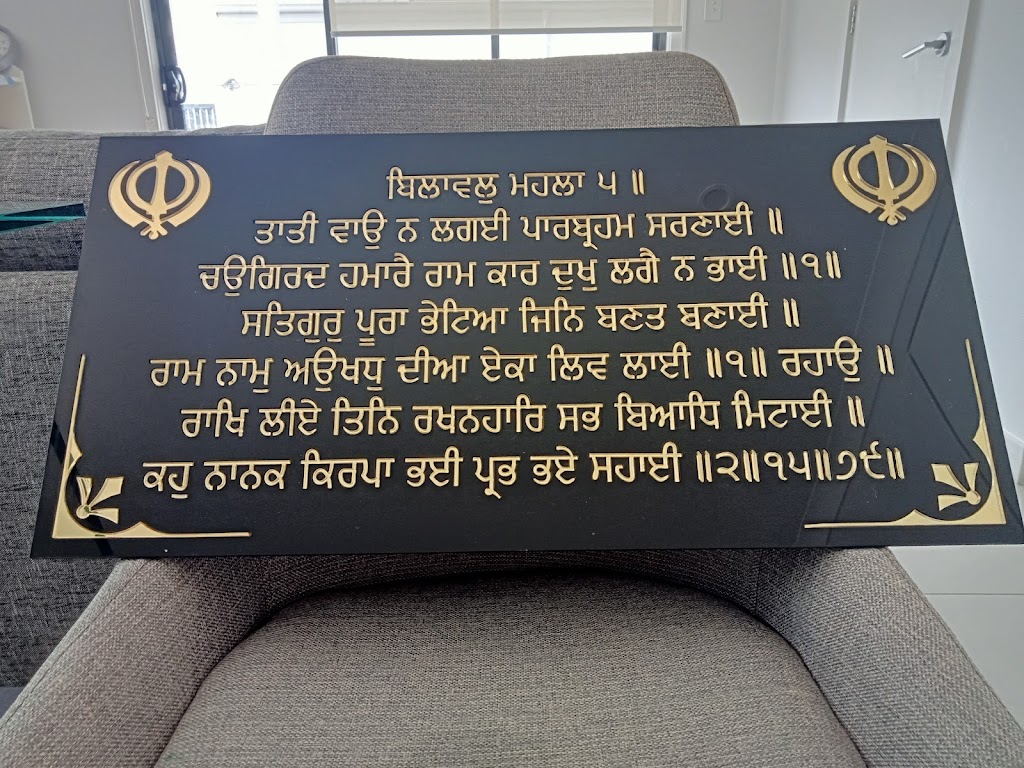 ਬਿਲਾਵਲੁ ਮਹਲਾ ੫ ॥
ਤਾਤੀ ਵਾਉ ਨ ਲਗਈ ਪਾਰਬ੍ਰਹਮ ਸਰਣਾਈ ॥
ਚਉਗਿਰਦ ਹਮਾਰੈ ਰਾਮ ਕਾਰ ਦੁਖੁ ਲਗੈ ਨ ਭਾਈ ॥੧॥
ਸਤਿਗੁਰੁ ਪੂਰਾ ਭੇਟਿਆ ਜਿਨਿ ਬਣਤ ਬਣਾਈ ॥
ਰਾਮ ਨਾਮੁ ਅਉਖਧੁ ਦੀਆ ਏਕਾ ਲਿਵ ਲਾਈ ॥੧॥ ਰਹਾਉ ॥
ਰਾਖਿ ਲੀਏ ਤਿਨਿ ਰਖਨਹਾਰਿ ਸਭ ਬਿਆਧਿ ਮਿਟਾਈ ॥
ਕਹੁ ਨਾਨਕ ਕਿਰਪਾ ਭਈ ਪ੍ਰਭ ਭਏ ਸਹਾਈ ॥੨॥੧੫॥੭੯॥